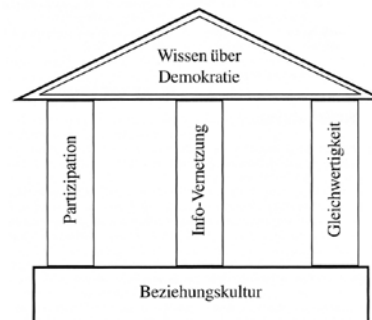 Wissen über
Demokratie
Partizipation
Info-Vernetzung
Gleichwertigkeit
Beziehungskultur